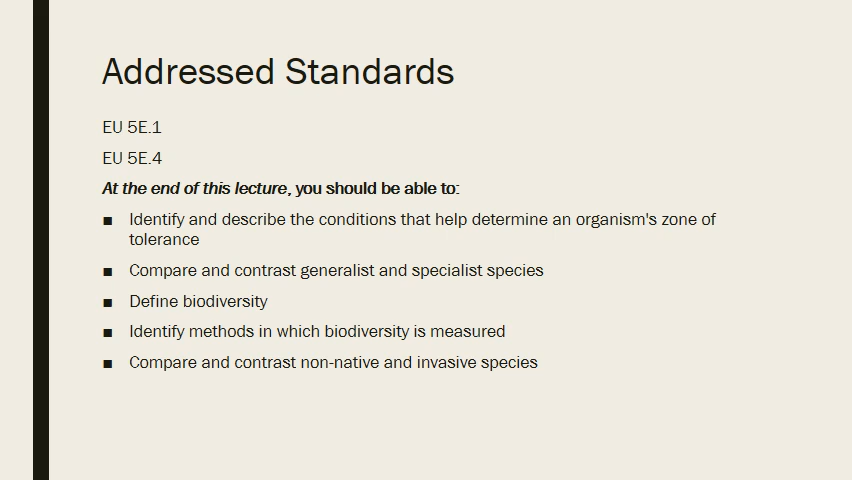 Addressed Standards
EU 5E.1
EU 5E.4
At the end of this lecture, you should be able to:
■ Identify and describe the conditions that help determine an organism's zone of
tolerance
■ Compare and contrast generalist and specialist species
■ Define biodiversity
■ Identify methods in which biodiversity is measured
■ Compare and contrast non-native and invasive species